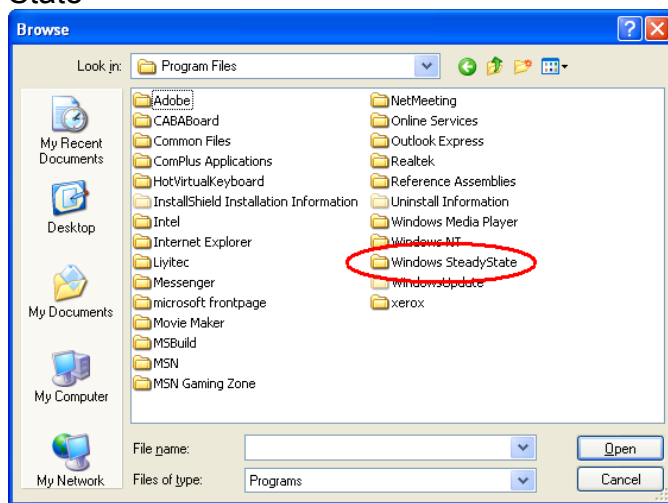 State
Browse
Look in: Program Files
Adobe
CABABoard
Common Files
ComPlus Applications
HotVirtualKeyboard
InstallShield Installation Information
Intel
Internet Explorer
Liyitec
Messenger
microsoft frontpage
Movie Maker
MSBuild
MSN
MSN Gaming Zone
NetMeeting
Online Services
Outlook Express
Realtek
Reference Assemblies
Uninstall Information
Windows Media Player
Windows NT
Windows SteadyState
WindowsUpdate
xerox
My Recent
Documents
Desktop
My Documents
My Computer
My Network
File name:
Open
Files of type: Programs
Cancel